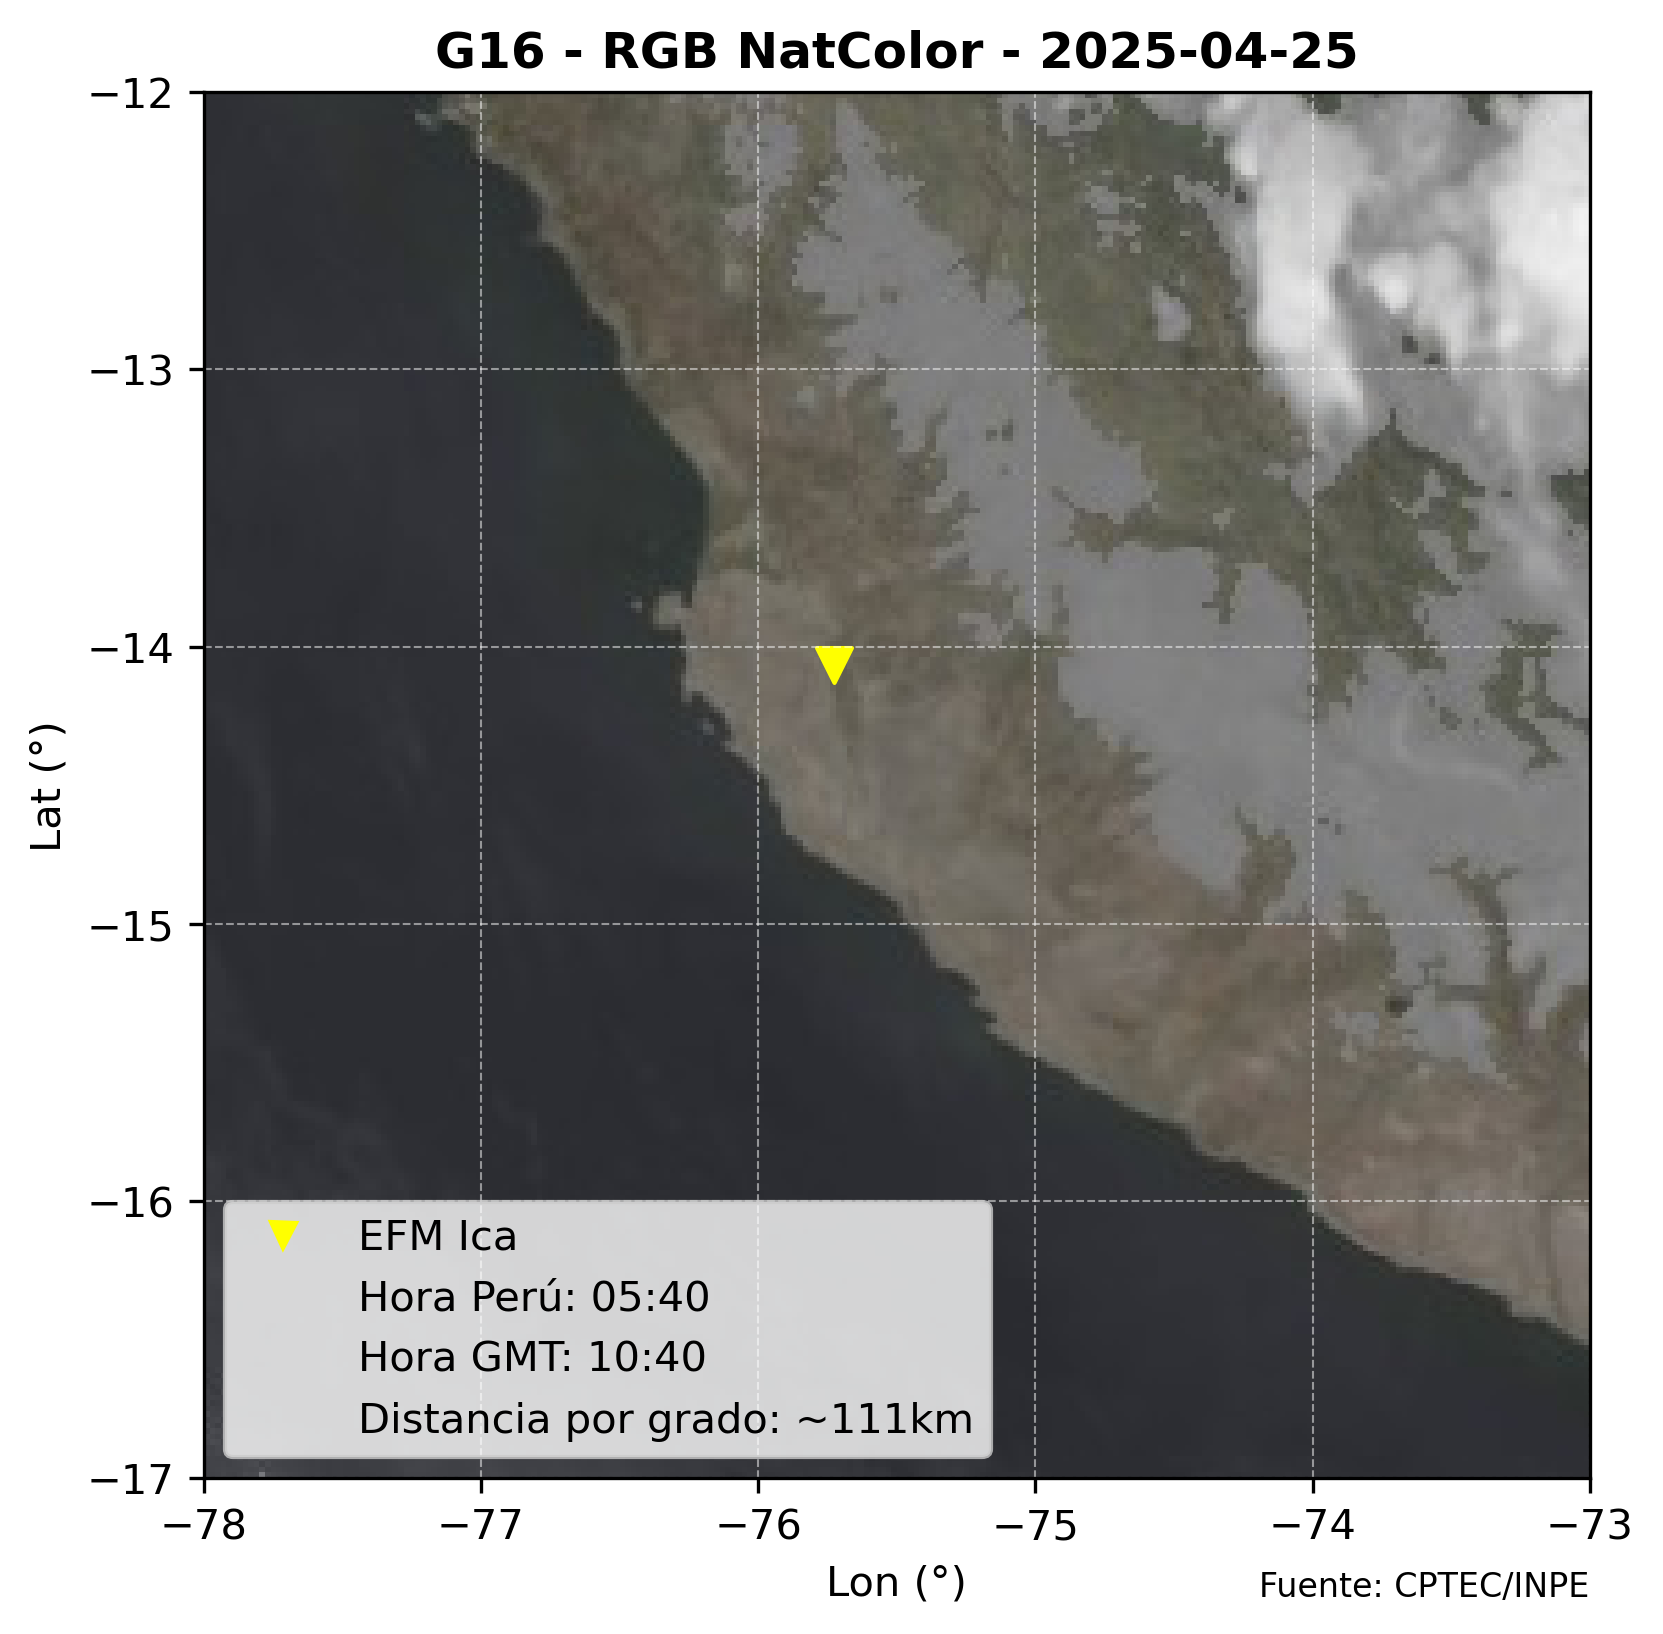 G16 - RGB NatColor - 2025-04-25
−12
−13
−14
−15
−16
−17
Lat (°)
EFM Ica
Hora Perú: 05:40
Hora GMT: 10:40
Distancia por grado: ~111km
−78 −77 −76 −75 −74 −73
Lon (°)
Fuente: CPTEC/INPE